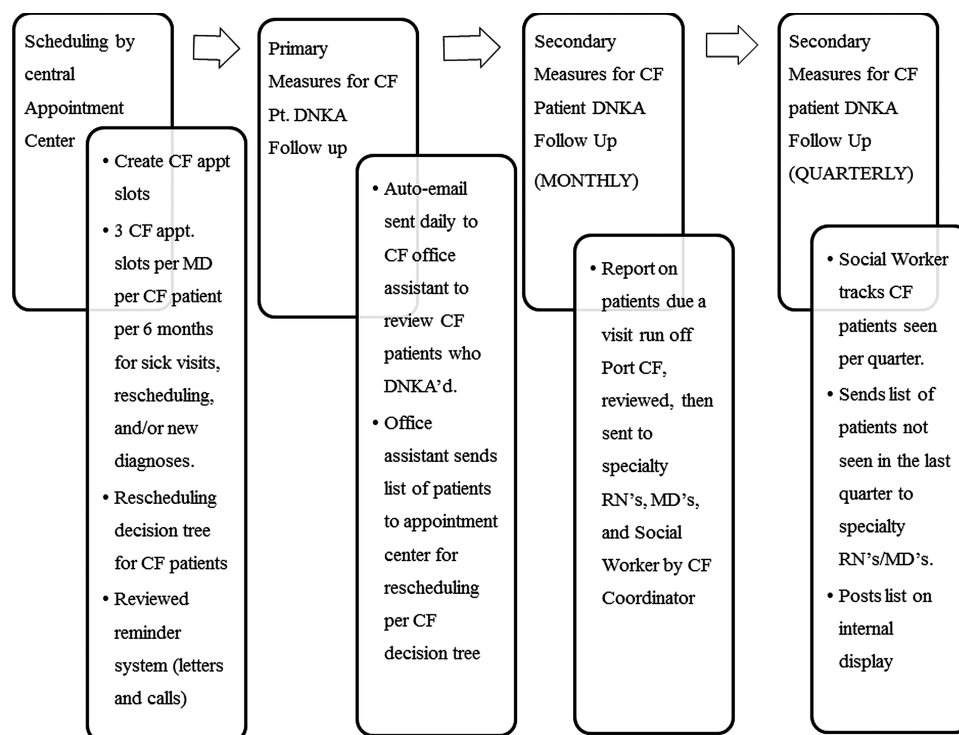 Scheduling by
central
Appointment
Center
• Create CF appt
slots
• 3 CF appt.
slots per MD
per CF patient
per 6 months
for sick visits,
rescheduling,
and/or new
diagnoses.
• Rescheduling
decision tree
for CF patients
• Reviewed
reminder
system (letters
and calls)
Primary
Measures for CF
Pt. DNKA
Follow up
• Auto-email
sent daily to
CF office
assistant to
review CF
patients who
DNKA'd.
• Office
assistant sends
list of patients
to appointment
center for
rescheduling
per CF
decision tree
Secondary
Measures for CF
Patient DNKA
Follow Up
(MONTHLY)
• Report on
patients due a
visit run off
Port CF,
reviewed, then
sent to
specialty
RN's, MD's,
and Social
Worker by CF
Coordinator
Secondary
Measures for CF
patient DNKA
Follow Up
(QUARTERLY)
• Social Worker
tracks CF
patients seen
per quarter.
• Sends list of
patients not
seen in the last
quarter to
specialty
RN's/MD's.
• Posts list on
internal
display